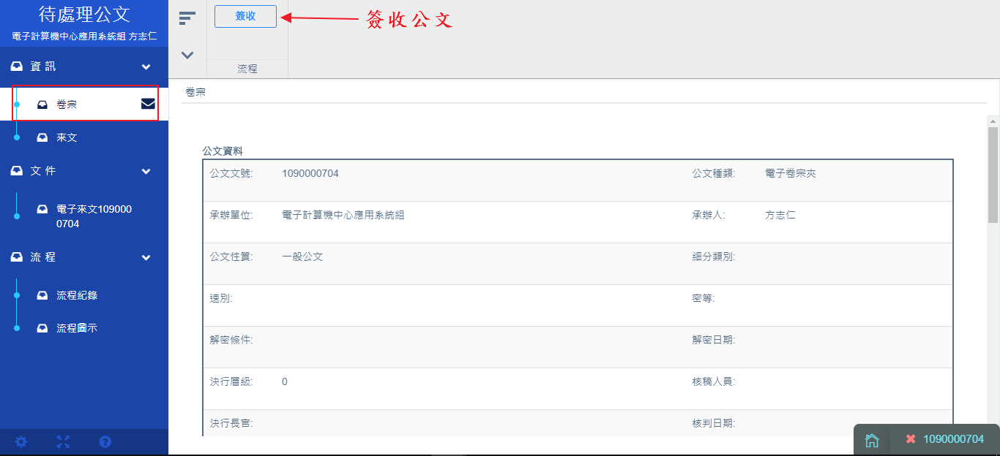 待處理公文
電子計算機中心應用系統組 方志仁
資 訊
卷宗
來文
文 件
電子來文109000
0704
流 程
流程紀錄
流程圖示
簽收
簽收公文
流程
卷宗
公文資料
公文文號: 1090000704 公文種類: 電子卷宗夾
承辦單位: 電子計算機中心應用系統組 承辦人: 方志仁
公文性質: 一般公文 細分類別:
速別: 密等:
解密條件: 解密日期:
決行層級: 0 核稿人員:
決行長官: 核判日期:
1090000704